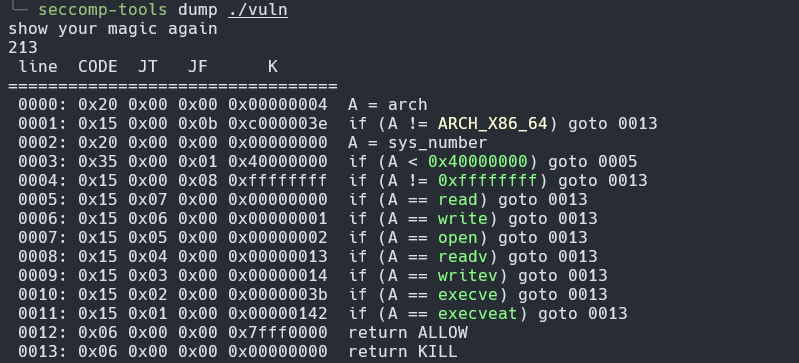 ╰─ seccomp-tools dump ./vuln
show your magic again
213
 line  CODE  JT   JF      K
=================================
 0000: 0x20 0x00 0x00 0x00000004  A = arch
 0001: 0x15 0x00 0x0b 0xc000003e  if (A != ARCH_X86_64) goto 0013
 0002: 0x20 0x00 0x00 0x00000000  A = sys_number
 0003: 0x35 0x00 0x01 0x40000000  if (A < 0x40000000) goto 0005
 0004: 0x15 0x00 0x08 0xffffffff  if (A != 0xffffffff) goto 0013
 0005: 0x15 0x07 0x00 0x00000000  if (A == read) goto 0013
 0006: 0x15 0x06 0x00 0x00000001  if (A == write) goto 0013
 0007: 0x15 0x05 0x00 0x00000002  if (A == open) goto 0013
 0008: 0x15 0x04 0x00 0x00000013  if (A == readv) goto 0013
 0009: 0x15 0x03 0x00 0x00000014  if (A == writev) goto 0013
 0010: 0x15 0x02 0x00 0x0000003b  if (A == execve) goto 0013
 0011: 0x15 0x01 0x00 0x00000142  if (A == execveat) goto 0013
 0012: 0x06 0x00 0x00 0x7fff0000  return ALLOW
 0013: 0x06 0x00 0x00 0x00000000  return KILL